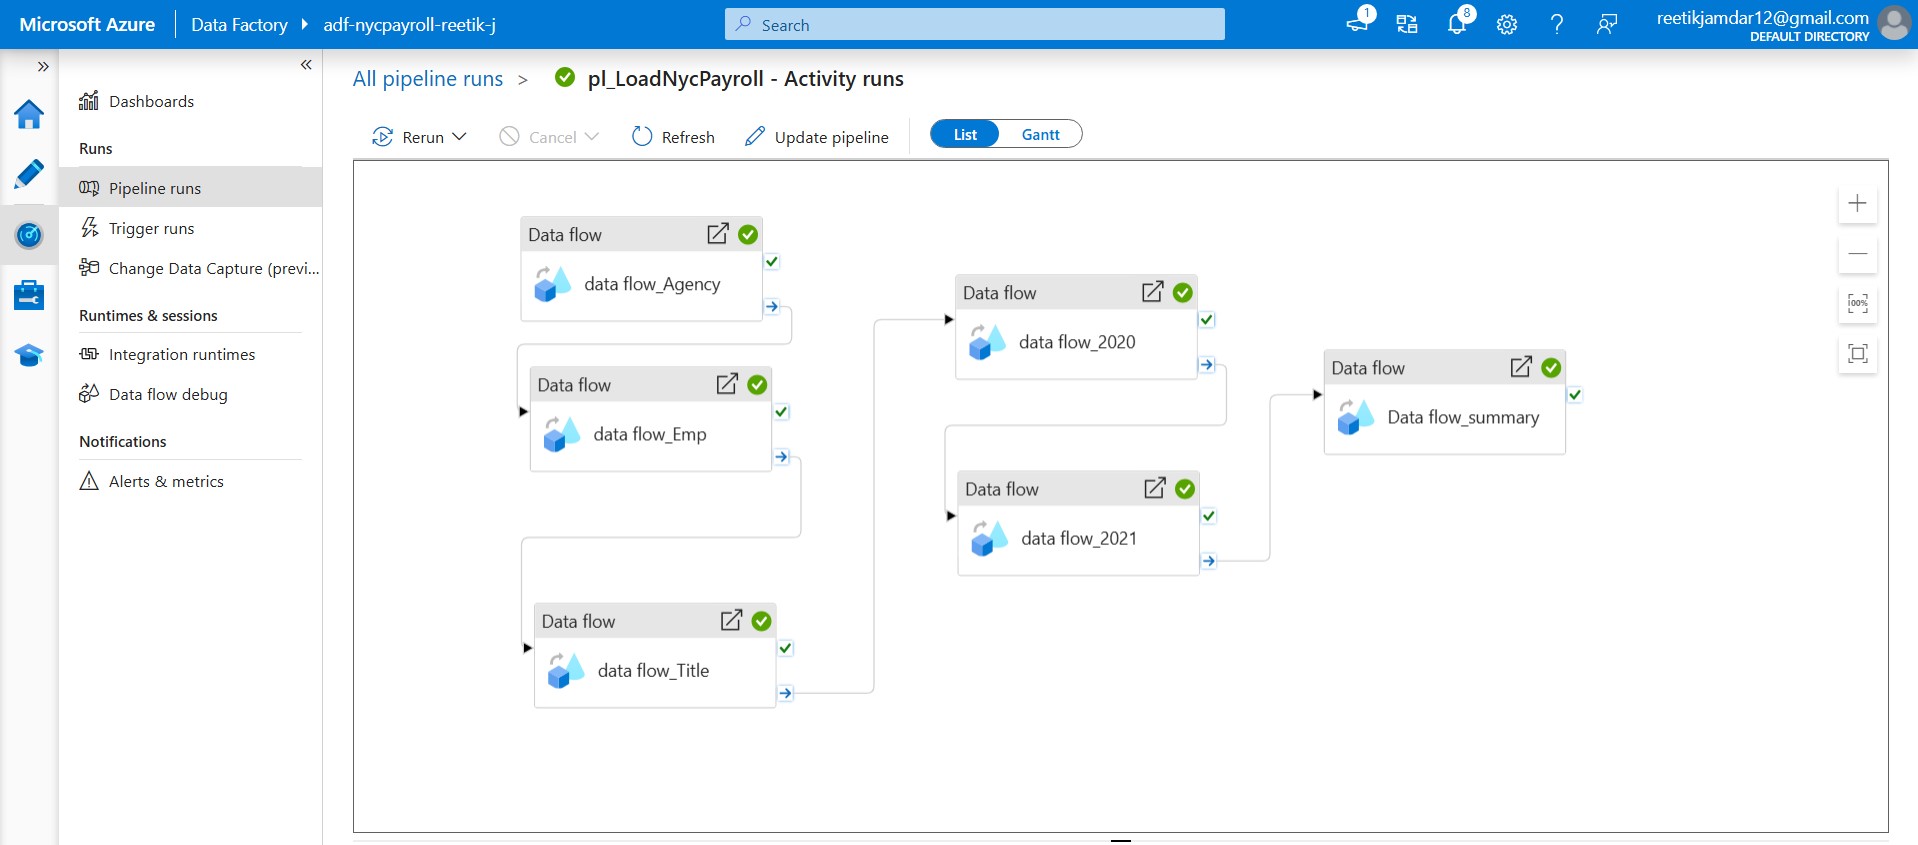 Microsoft Azure
Data Factory
adf-nycpayroll-reetik-j
Search
1
8
reetikjamdar12@gmail.com
DEFAULT DIRECTORY
Dashboards
Runs
Pipeline runs
Trigger runs
Change Data Capture (previ...
Runtimes & sessions
Integration runtimes
Data flow debug
Notifications
Alerts & metrics
All pipeline runs > pl_LoadNycPayroll - Activity runs
Rerun
Cancel
Refresh
Update pipeline
List
Gantt
Data flow
data flow_Agency
Data flow
data flow_Emp
Data flow
data flow_Title
Data flow
data flow_2020
Data flow
data flow_2021
Data flow
Data flow_summary
100%